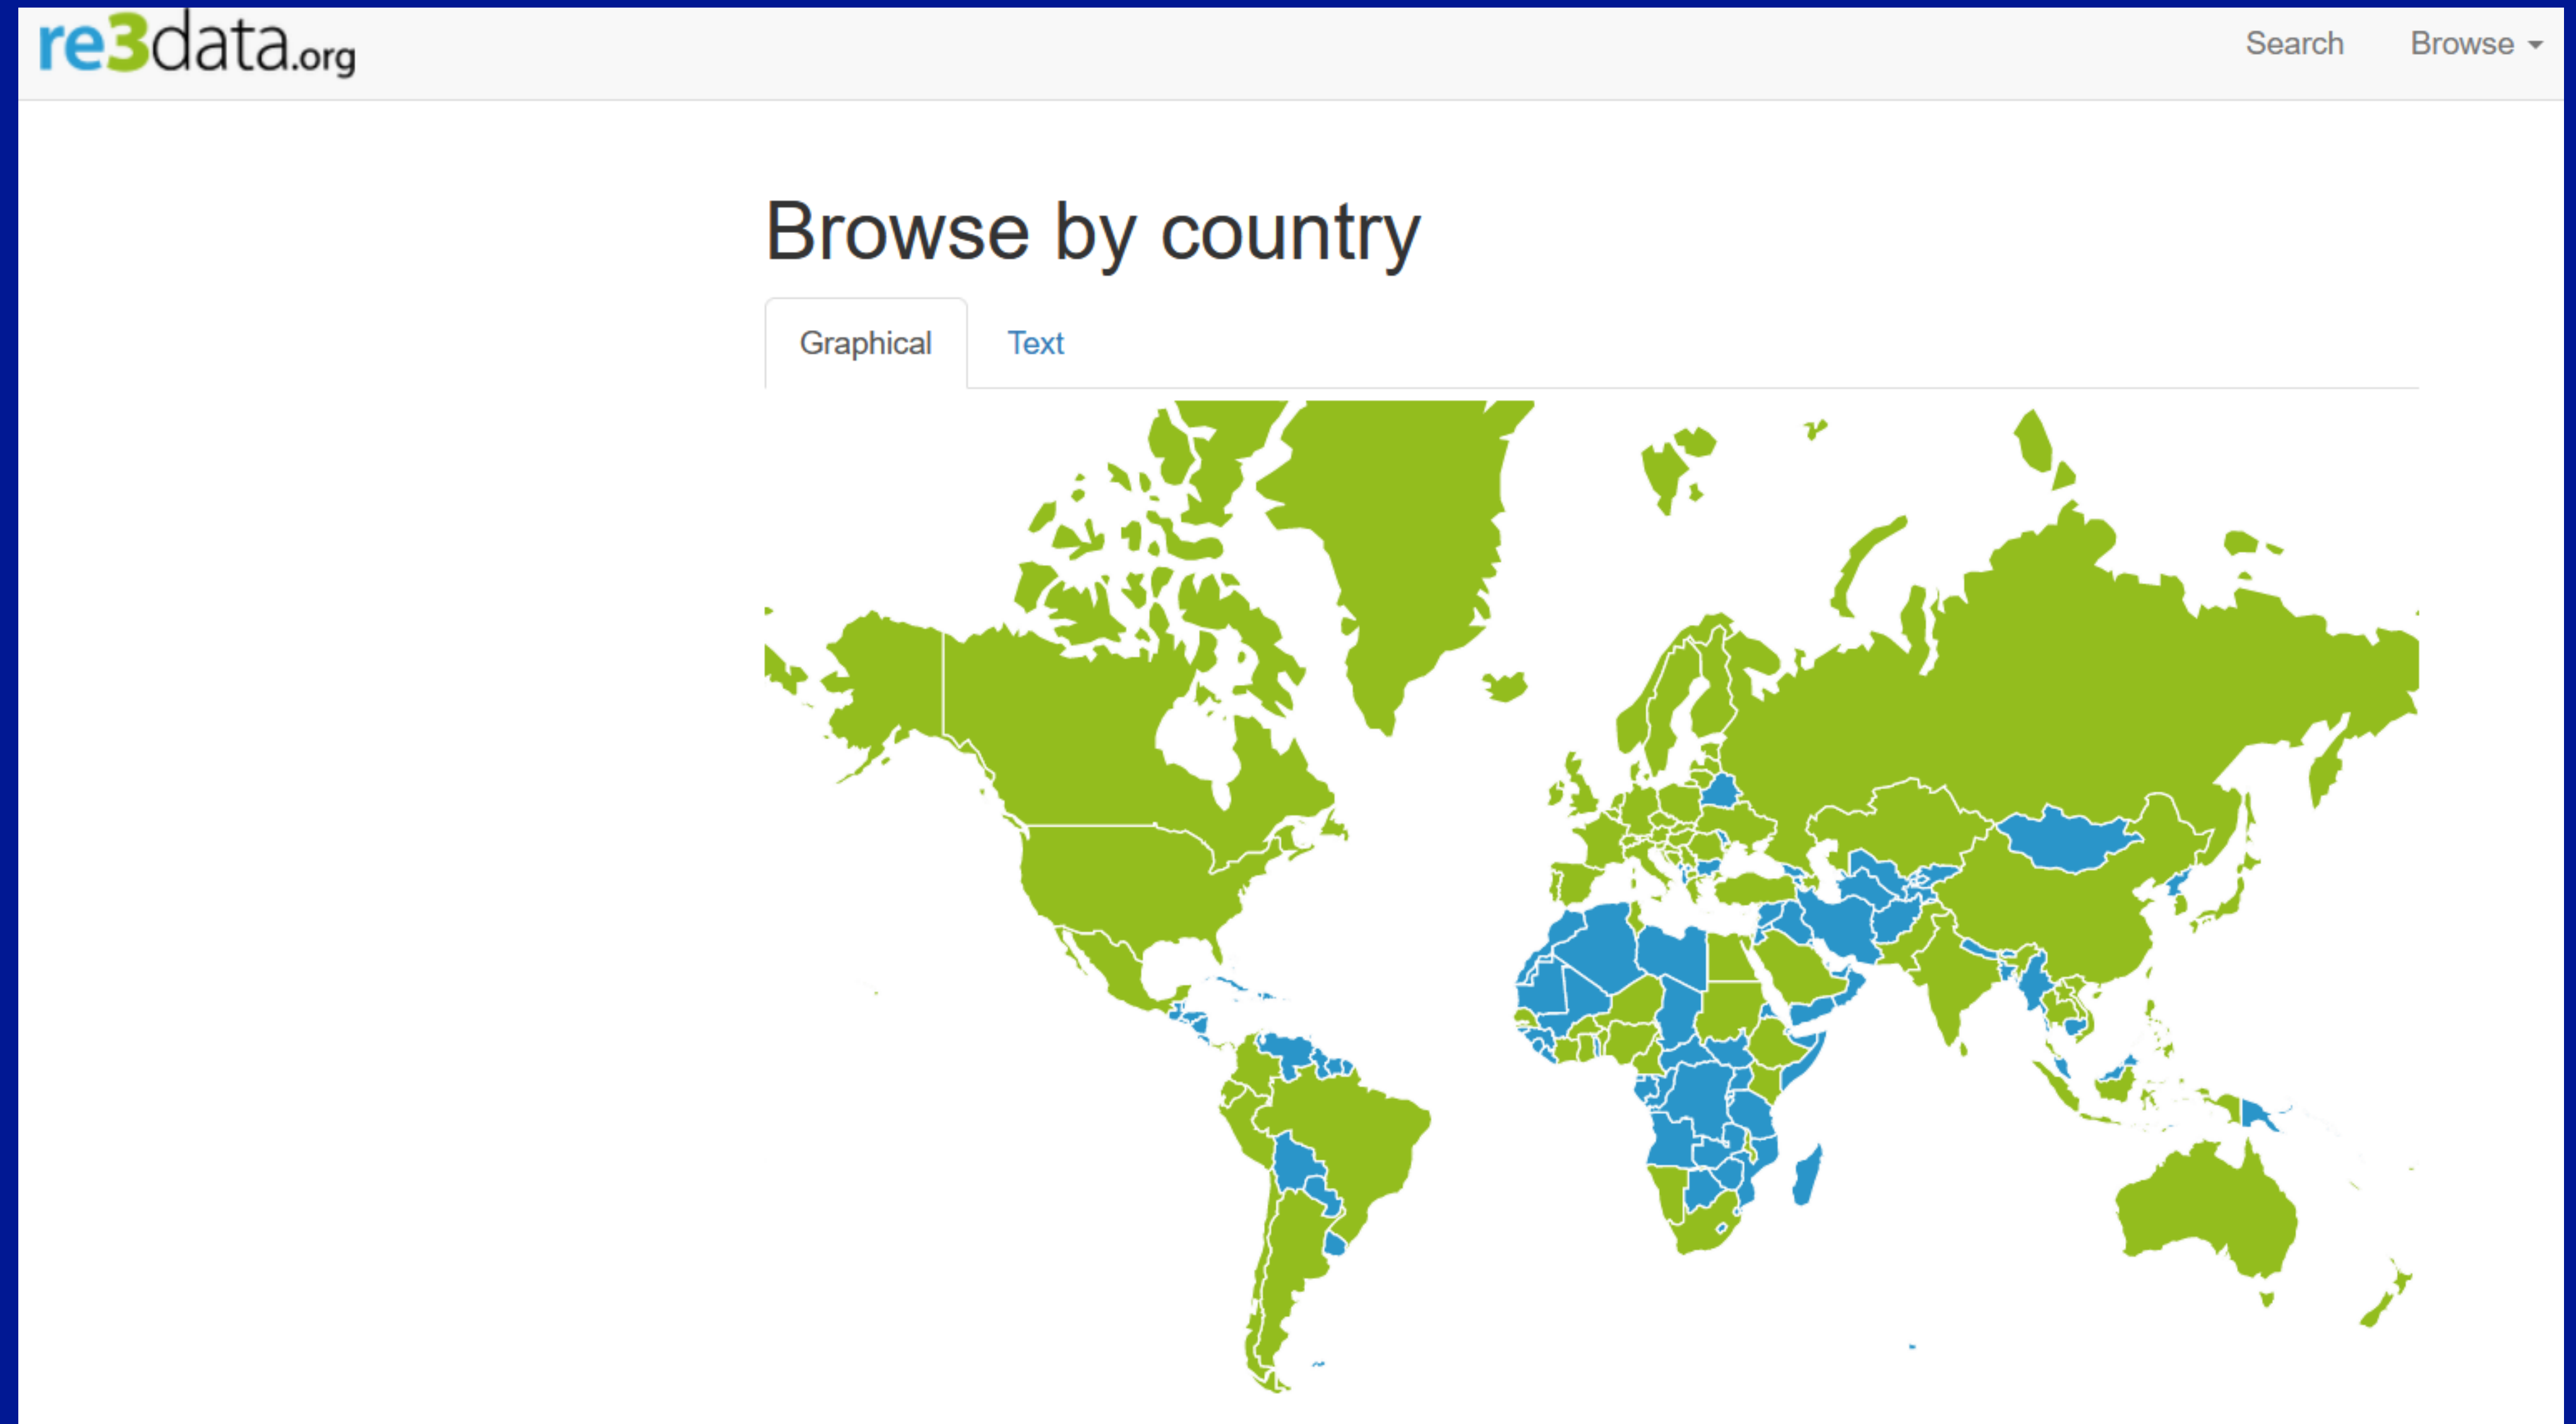 re3data.org
Search Browse
Browse by country
Graphical Text